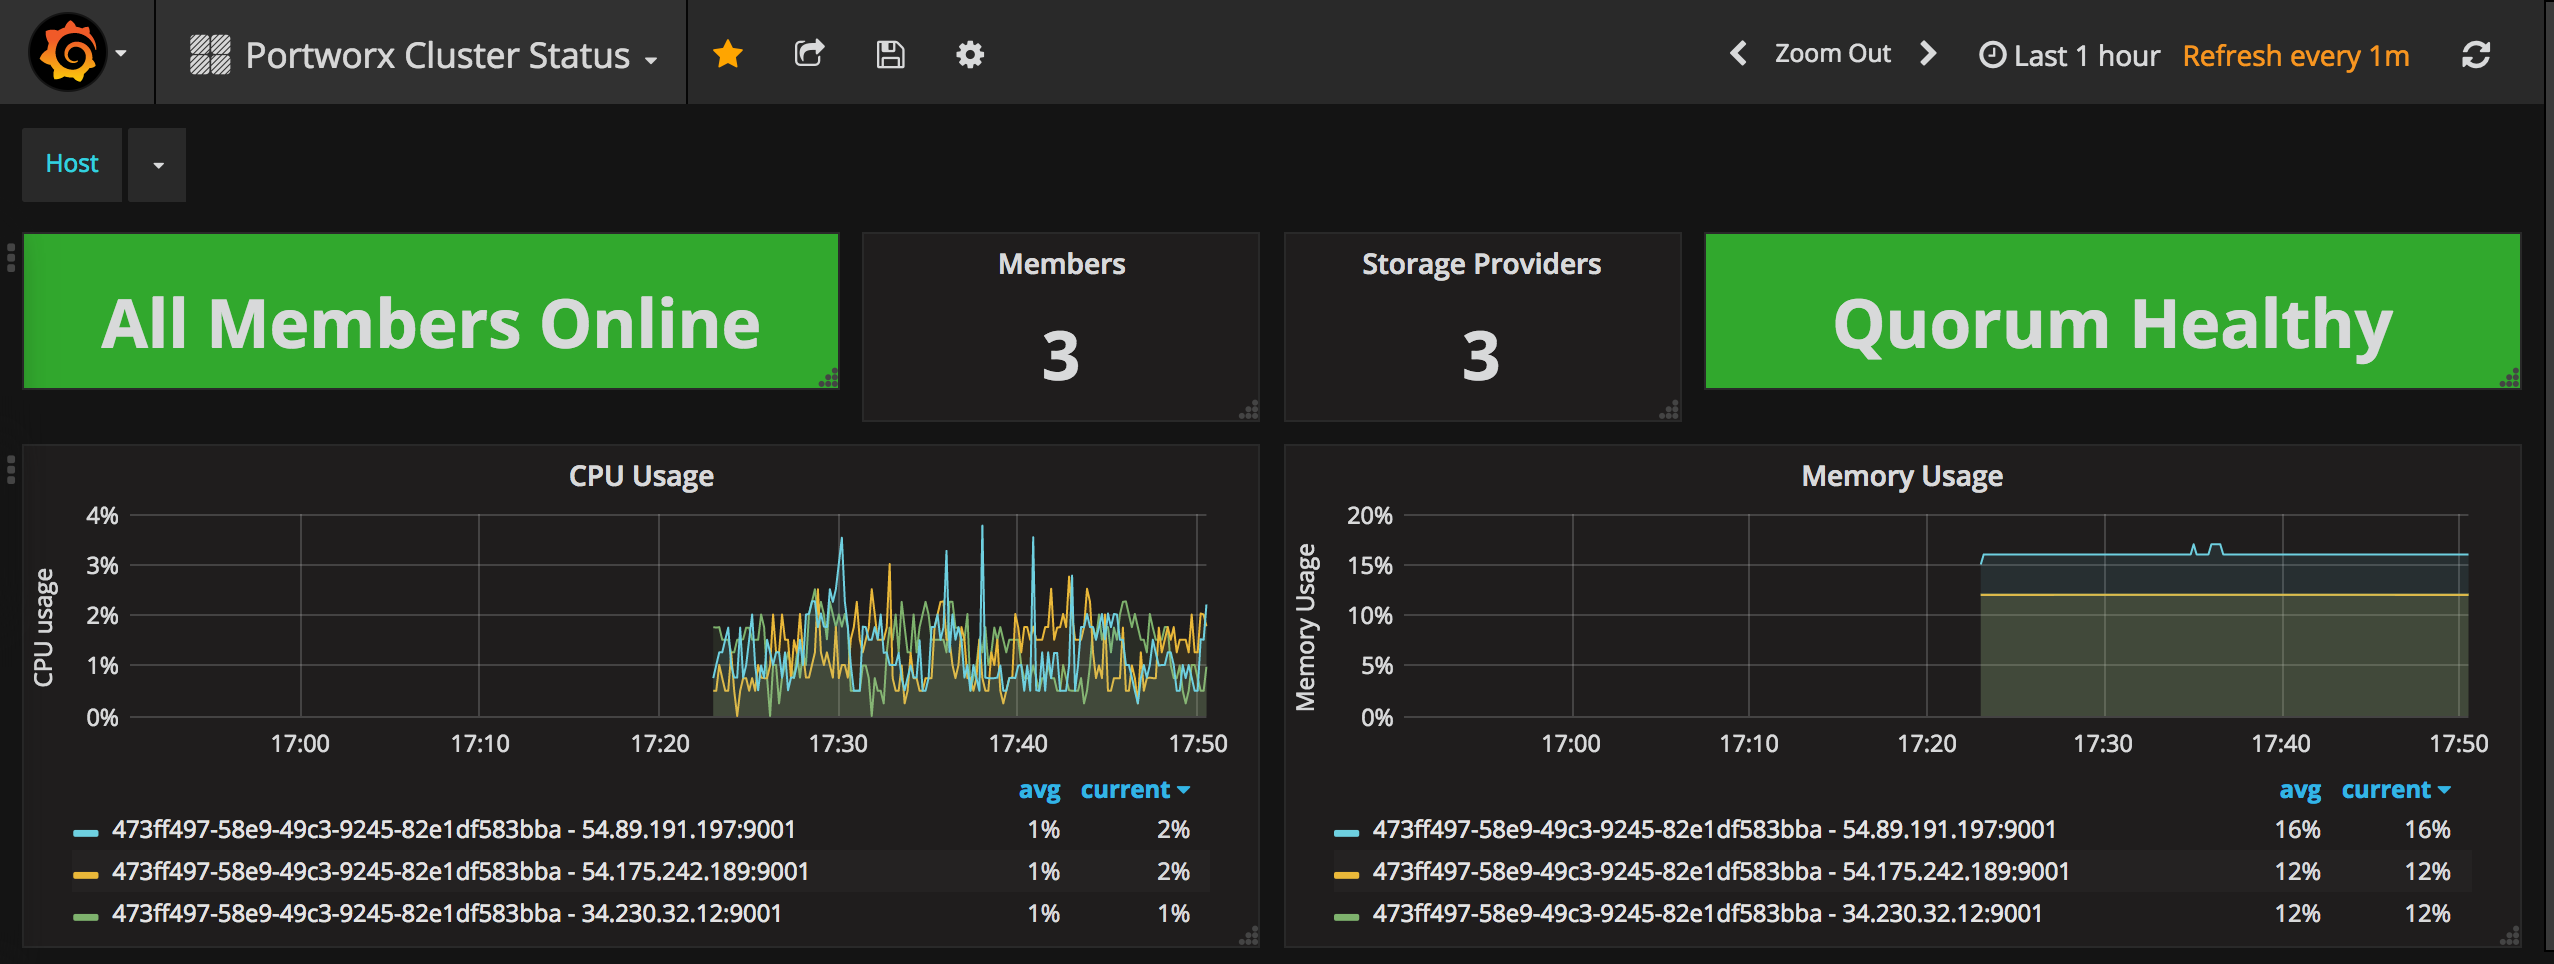 Portworx Cluster Status
Zoom Out
Last 1 hour Refresh every 1m
Host
All Members Online
Members
3
Storage Providers
3
Quorum Healthy
CPU Usage
CPU usage
4%
3%
2%
1%
0%
17:00 17:10 17:20 17:30 17:40 17:50
avg current
473ff497-58e9-49c3-9245-82e1df583bba - 54.89.191.197:9001 1% 2%
473ff497-58e9-49c3-9245-82e1df583bba - 54.175.242.189:9001 1% 2%
473ff497-58e9-49c3-9245-82e1df583bba - 34.230.32.12:9001 1% 1%
Memory Usage
Memory Usage
20%
15%
10%
5%
0%
17:00 17:10 17:20 17:30 17:40 17:50
avg current
473ff497-58e9-49c3-9245-82e1df583bba - 54.89.191.197:9001 16% 16%
473ff497-58e9-49c3-9245-82e1df583bba - 54.175.242.189:9001 12% 12%
473ff497-58e9-49c3-9245-82e1df583bba - 34.230.32.12:9001 12% 12%